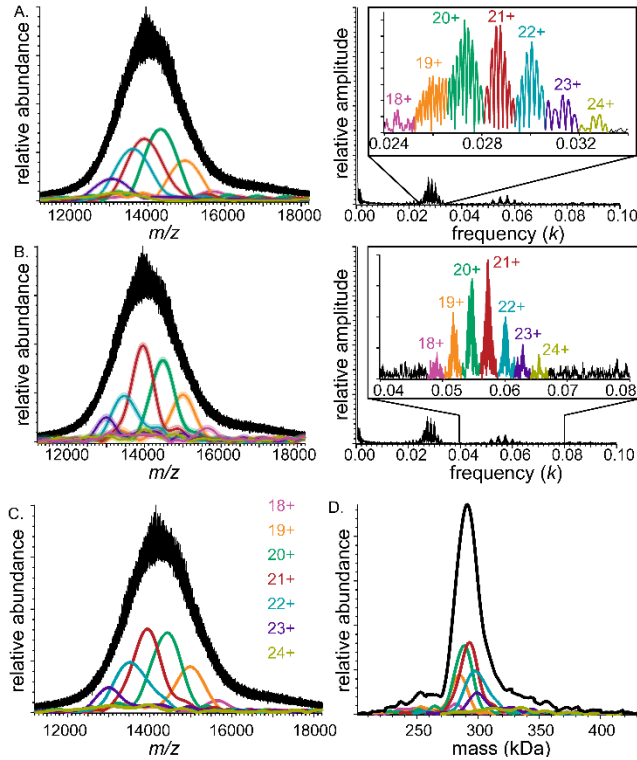 A.
relative abundance
12000 14000 16000 18000
m/z
relative amplitude
18+ 19+ 20+ 21+ 22+ 23+ 24+
0.024 0.028 0.032
0.00 0.02 0.04 0.06 0.08 0.10
frequency (k)
B.
relative abundance
12000 14000 16000 18000
m/z
relative amplitude
18+ 19+ 20+ 21+ 22+ 23+ 24+
0.04 0.05 0.06 0.07 0.08
0.00 0.02 0.04 0.06 0.08 0.10
frequency (k)
C.
relative abundance
18+
19+
20+
21+
22+
23+
24+
12000 14000 16000 18000
m/z
D.
relative abundance
250 300 350 400
mass (kDa)